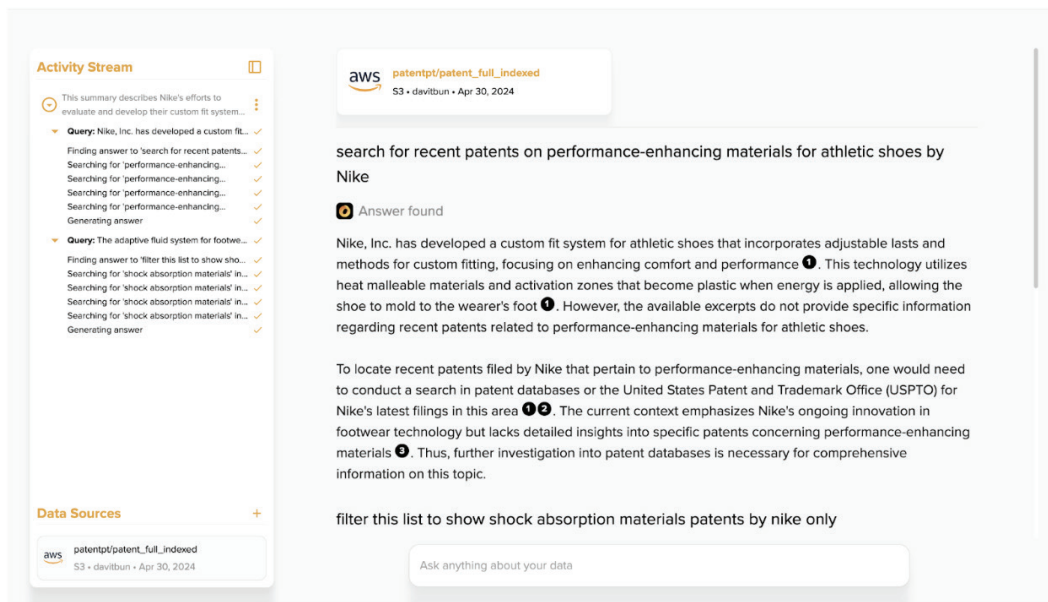 Activity Stream
This summary describes Nike's efforts to
evaluate and develop their custom fit system...
Query: Nike, Inc. has developed a custom fit...
Finding answer to 'search for recent patents...
Searching for 'performance-enhancing...
Searching for 'performance-enhancing...
Searching for 'performance-enhancing...
Searching for 'performance-enhancing...
Generating answer
Query: The adaptive fluid system for footwe...
Finding answer to 'filter this list to show sho...
Searching for 'shock absorption materials' in...
Searching for 'shock absorption materials' in...
Searching for 'shock absorption materials' in...
Searching for 'shock absorption materials' in...
Generating answer
Data Sources +
aws
patentpt/patent_full_indexed
S3 • davitbun • Apr 30, 2024
aws
patentpt/patent_full_indexed
S3 • davitbun • Apr 30, 2024
search for recent patents on performance-enhancing materials for athletic shoes by
Nike
Answer found
Nike, Inc. has developed a custom fit system for athletic shoes that incorporates adjustable lasts and
methods for custom fitting, focusing on enhancing comfort and performance 1. This technology utilizes
heat malleable materials and activation zones that become plastic when energy is applied, allowing the
shoe to mold to the wearer's foot 1. However, the available excerpts do not provide specific information
regarding recent patents related to performance-enhancing materials for athletic shoes.
To locate recent patents filed by Nike that pertain to performance-enhancing materials, one would need
to conduct a search in patent databases or the United States Patent and Trademark Office (USPTO) for
Nike's latest filings in this area 1 2. The current context emphasizes Nike's ongoing innovation in
footwear technology but lacks detailed insights into specific patents concerning performance-enhancing
materials 3. Thus, further investigation into patent databases is necessary for comprehensive
information on this topic.
filter this list to show shock absorption materials patents by nike only
Ask anything about your data